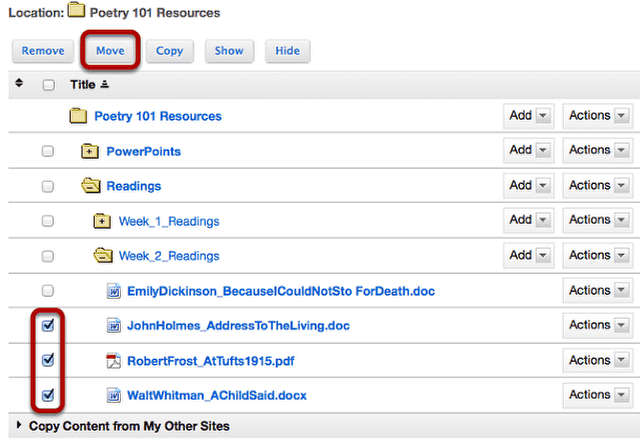 Location: Poetry 101 Resources
Remove Move Copy Show Hide
Title
Poetry 101 Resources Add Actions
PowerPoints Add Actions
Readings Add Actions
Week_1_Readings Add Actions
Week_2_Readings Add Actions
EmilyDickinson_BecauseICouldNotSto ForDeath.doc Actions
JohnHolmes_AddressToTheLiving.doc Actions
RobertFrost_AtTufts1915.pdf Actions
WaltWhitman_AChildSaid.docx Actions
Copy Content from My Other Sites